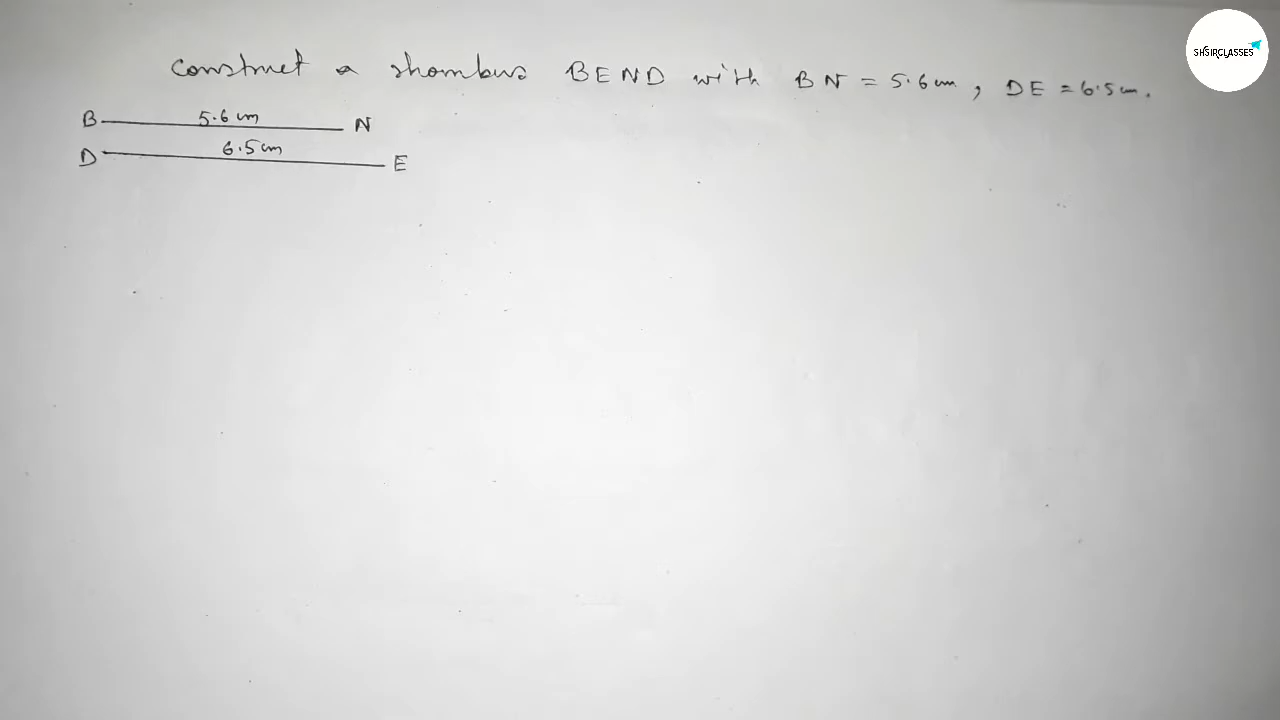 SHSIRCLASSES
construct a rhombus BEND with BN = 5.6 cm, DE = 6.5 cm.
B 5.6 cm N
D 6.5 cm E